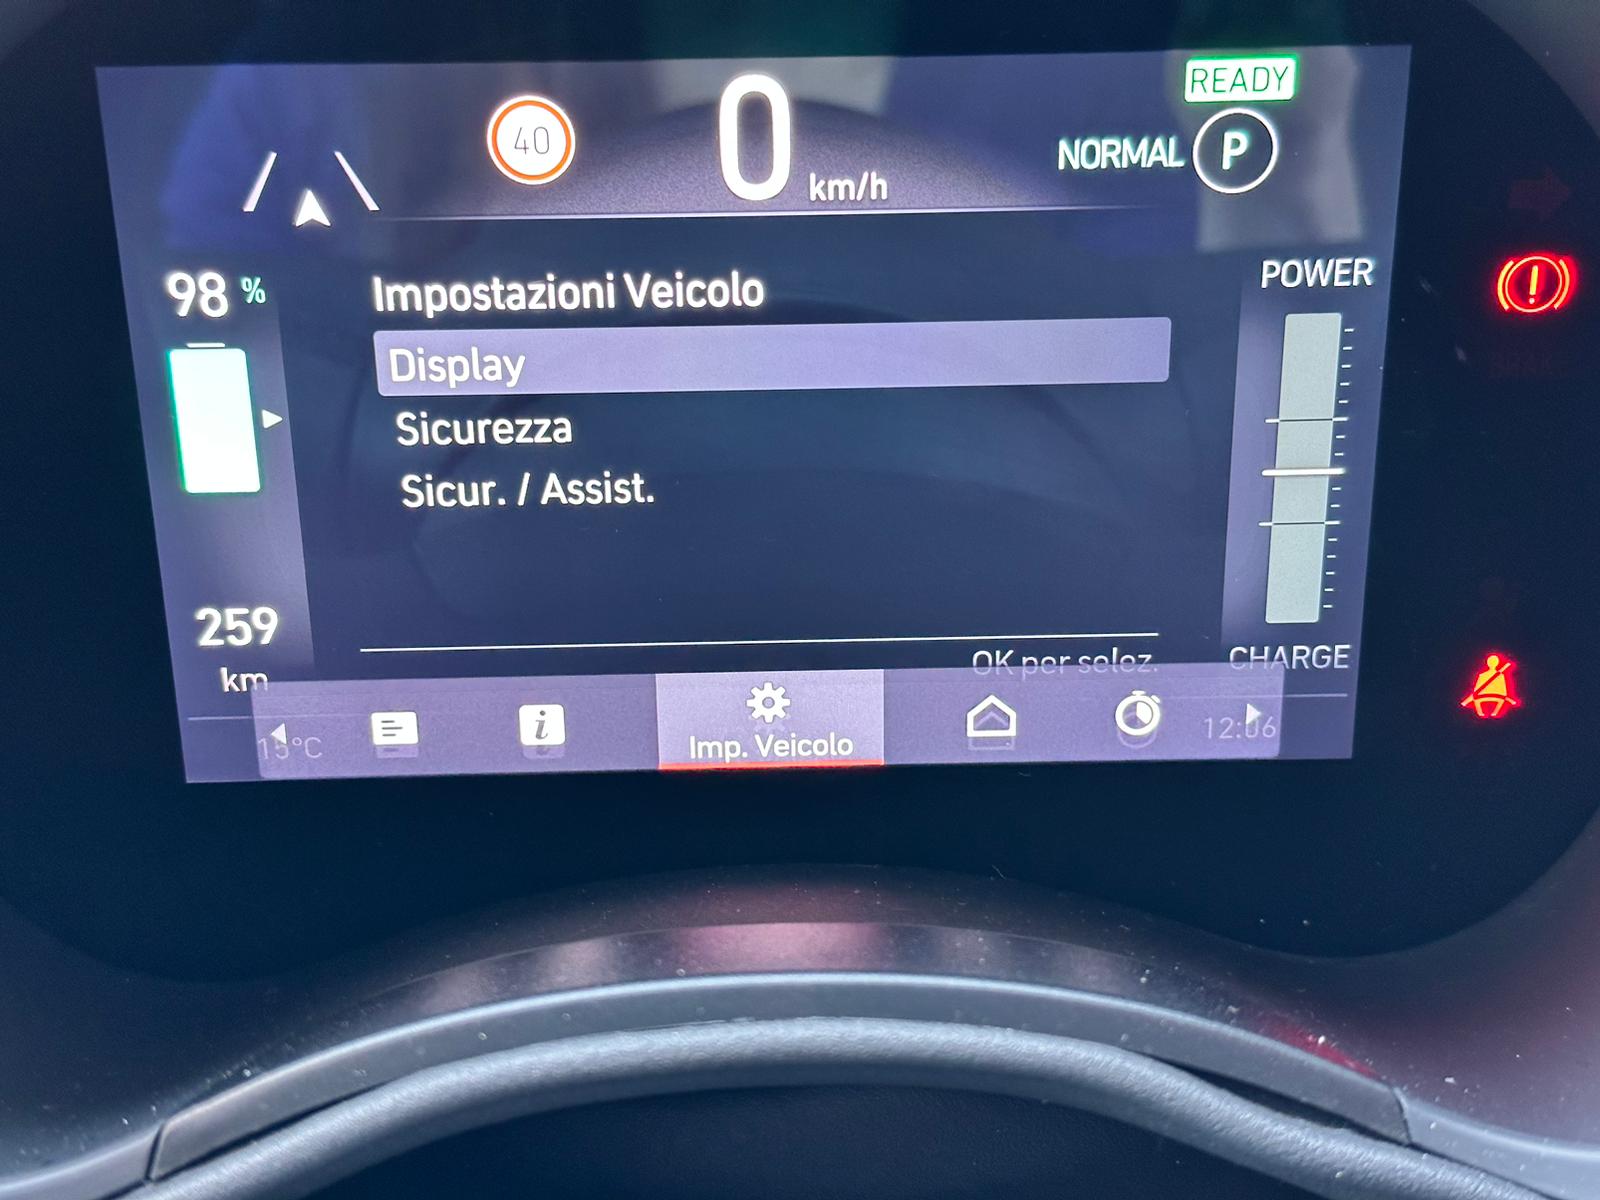 READY
40
0 km/h
NORMAL P
98 %
POWER
Impostazioni Veicolo
Display
Sicurezza
Sicur. / Assist.
259
km
OK per selez.
CHARGE
15°C
i
Imp. Veicolo
12:06